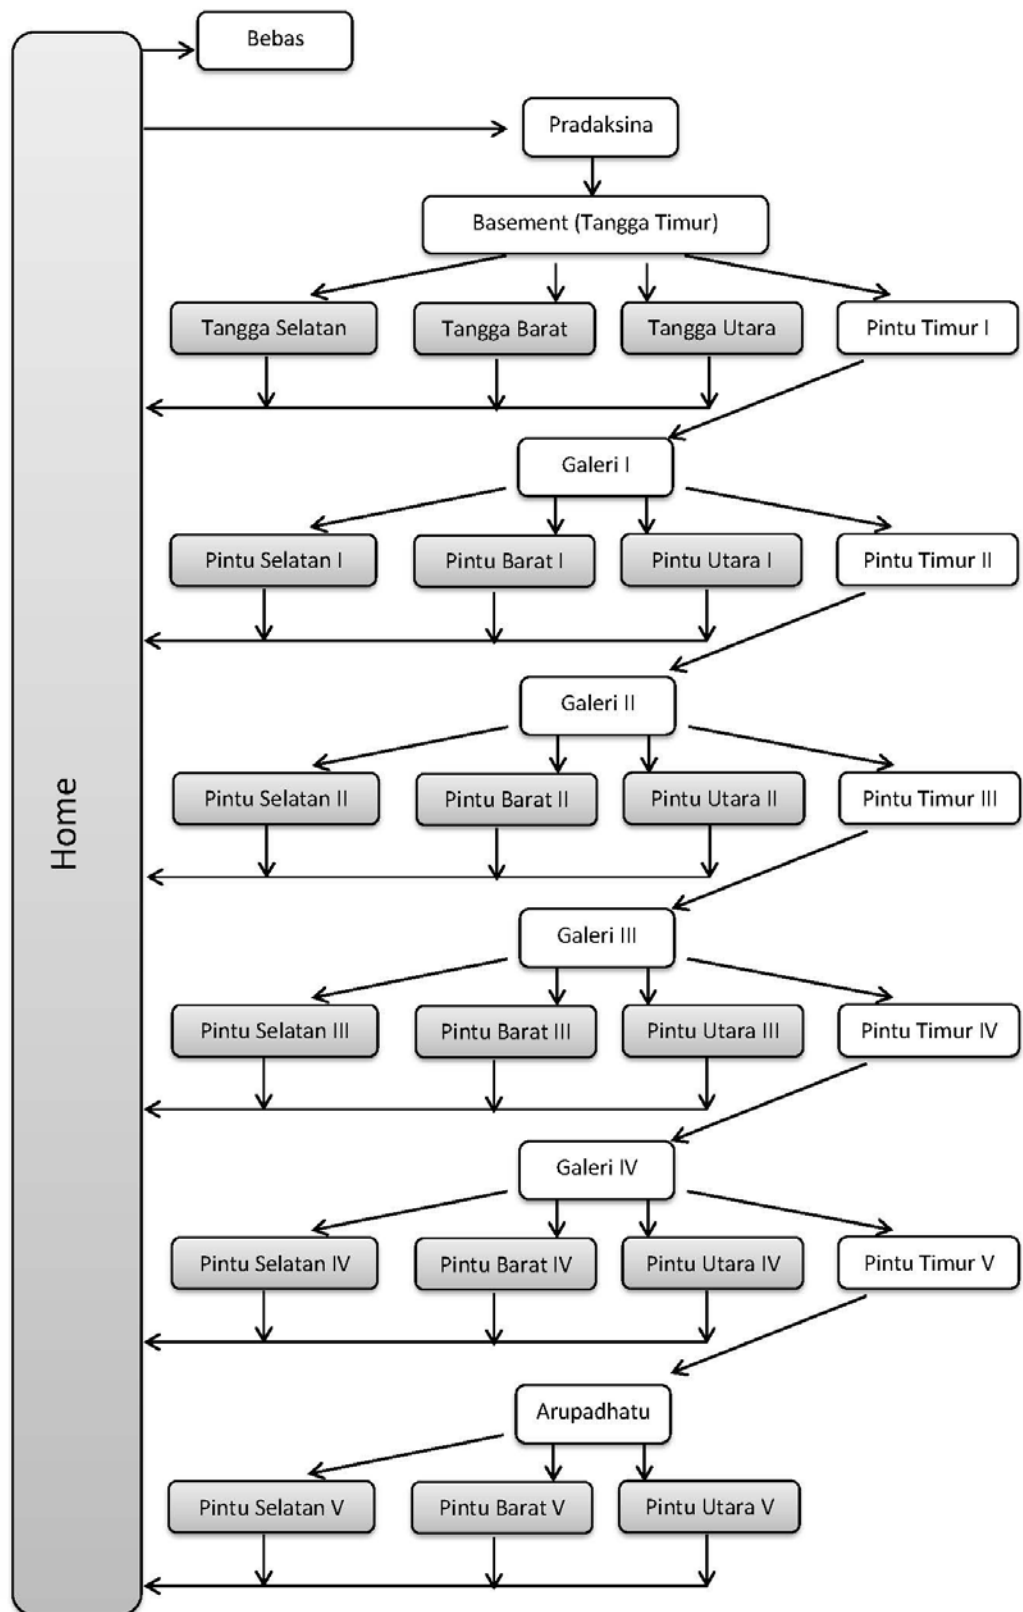 Bebas
Pradaksina
Basement (Tangga Timur)
Tangga Selatan
Tangga Barat
Tangga Utara
Pintu Timur I
Galeri I
Pintu Selatan I
Pintu Barat I
Pintu Utara I
Pintu Timur II
Galeri II
Pintu Selatan II
Pintu Barat II
Pintu Utara II
Pintu Timur III
Home
Galeri III
Pintu Selatan III
Pintu Barat III
Pintu Utara III
Pintu Timur IV
Galeri IV
Pintu Selatan IV
Pintu Barat IV
Pintu Utara IV
Pintu Timur V
Arupadhatu
Pintu Selatan V
Pintu Barat V
Pintu Utara V